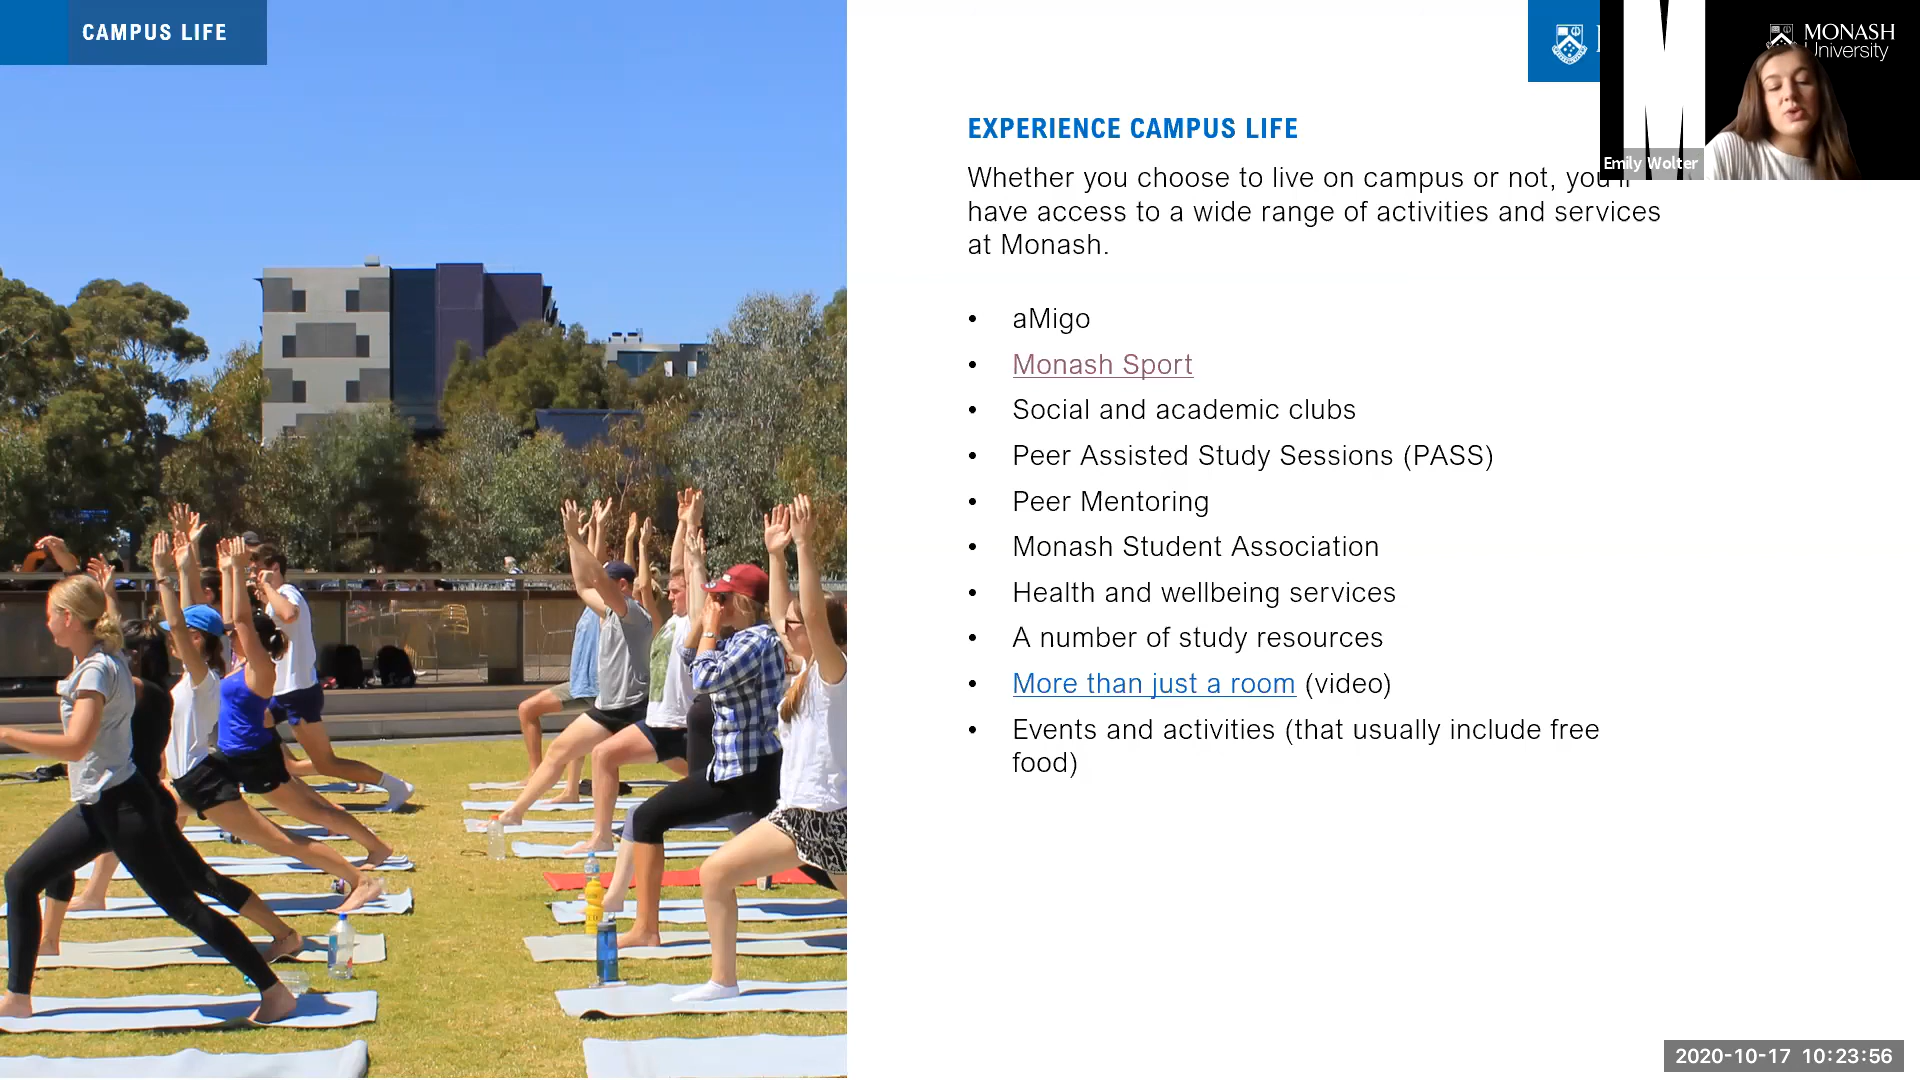 CAMPUS LIFE
MONASH
University
Emily Wolter
EXPERIENCE CAMPUS LIFE
Whether you choose to live on campus or not, you'll
have access to a wide range of activities and services
at Monash.
• aMigo
• Monash Sport
• Social and academic clubs
• Peer Assisted Study Sessions (PASS)
• Peer Mentoring
• Monash Student Association
• Health and wellbeing services
• A number of study resources
• More than just a room (video)
• Events and activities (that usually include free
food)
2020-10-17 10:23:56